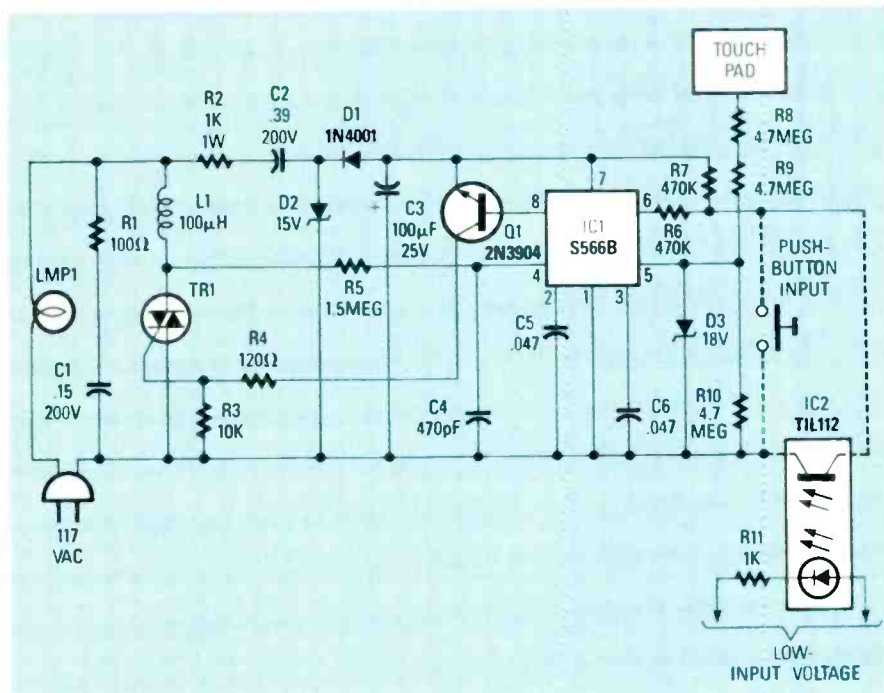 TOUCH
PAD
R2
1K
1W
C2
.39
200V
D1
1N4001
R8
4.7MEG
R9
4.7MEG
R7
470K
R1
100Ω
L1
100μH
D2
15V
+
C3
100μF
25V
Q1
2N3904
7
8
6
IC1
S566B
4
5
2
1
3
R6
470K
PUSH-
BUTTON
INPUT
LMP1
TR1
R5
1.5MEG
R4
120Ω
C5
.047
D3
18V
C1
.15
200V
R3
10K
C4
470pF
C6
.047
R10
4.7
MEG
IC2
TIL112
117
VAC
R11
1K
LOW-
INPUT VOLTAGE